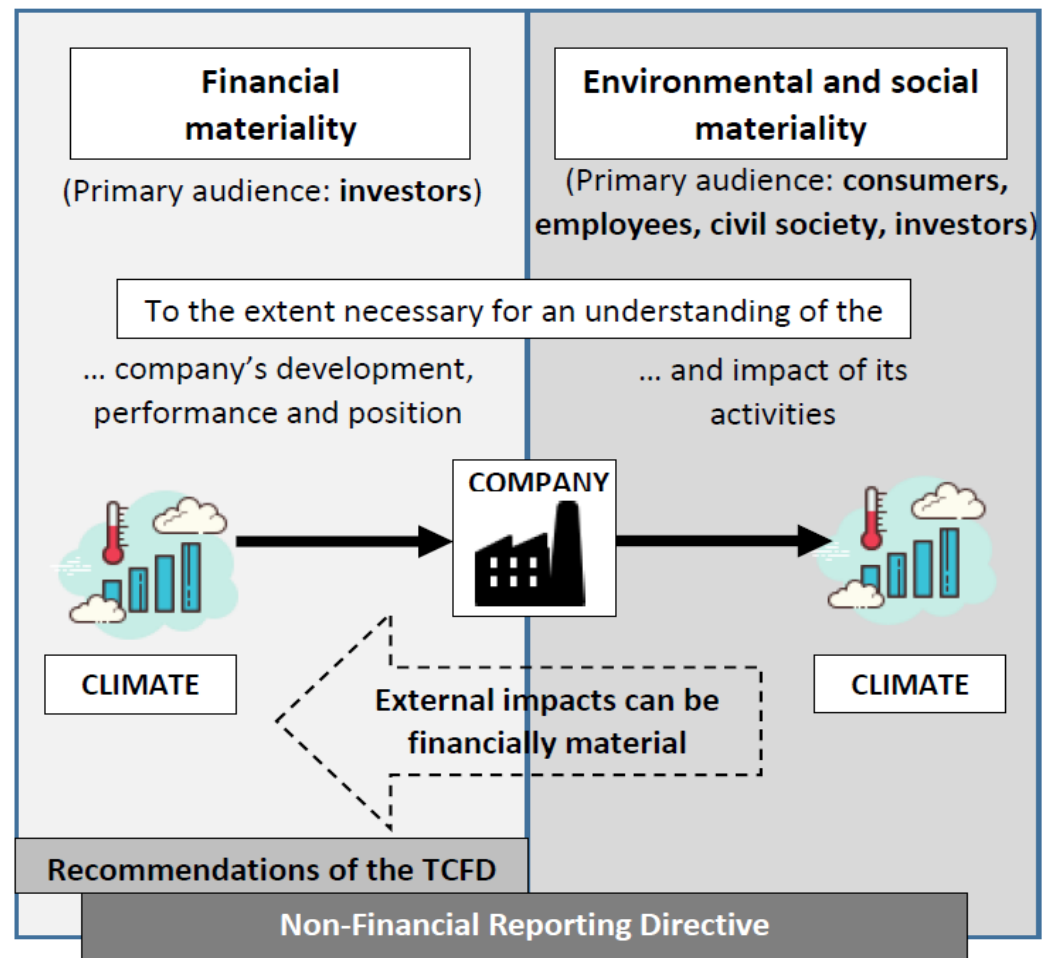 Financial
materiality
(Primary audience: investors)
Environmental and social
materiality
(Primary audience: consumers,
employees, civil society, investors)
To the extent necessary for an understanding of the
… company’s development,
performance and position
… and impact of its
activities
COMPANY
CLIMATE
CLIMATE
External impacts can be
financially material
Recommendations of the TCFD
Non-Financial Reporting Directive